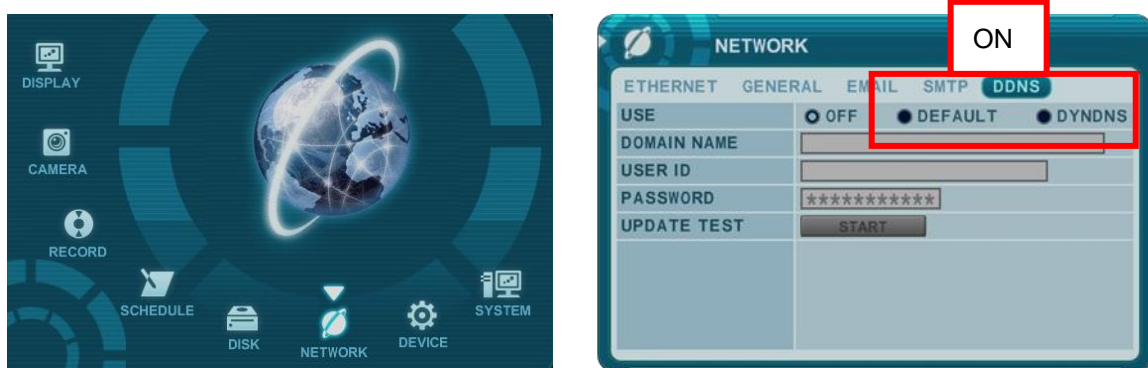 DISPLAY
CAMERA
RECORD
SCHEDULE
DISK
NETWORK
DEVICE
SYSTEM
ON
NETWORK
ETHERNET GENERAL EMAIL SMTP DDNS
USE OFF DEFAULT DYNDNS
DOMAIN NAME
USER ID
PASSWORD ***********
UPDATE TEST START